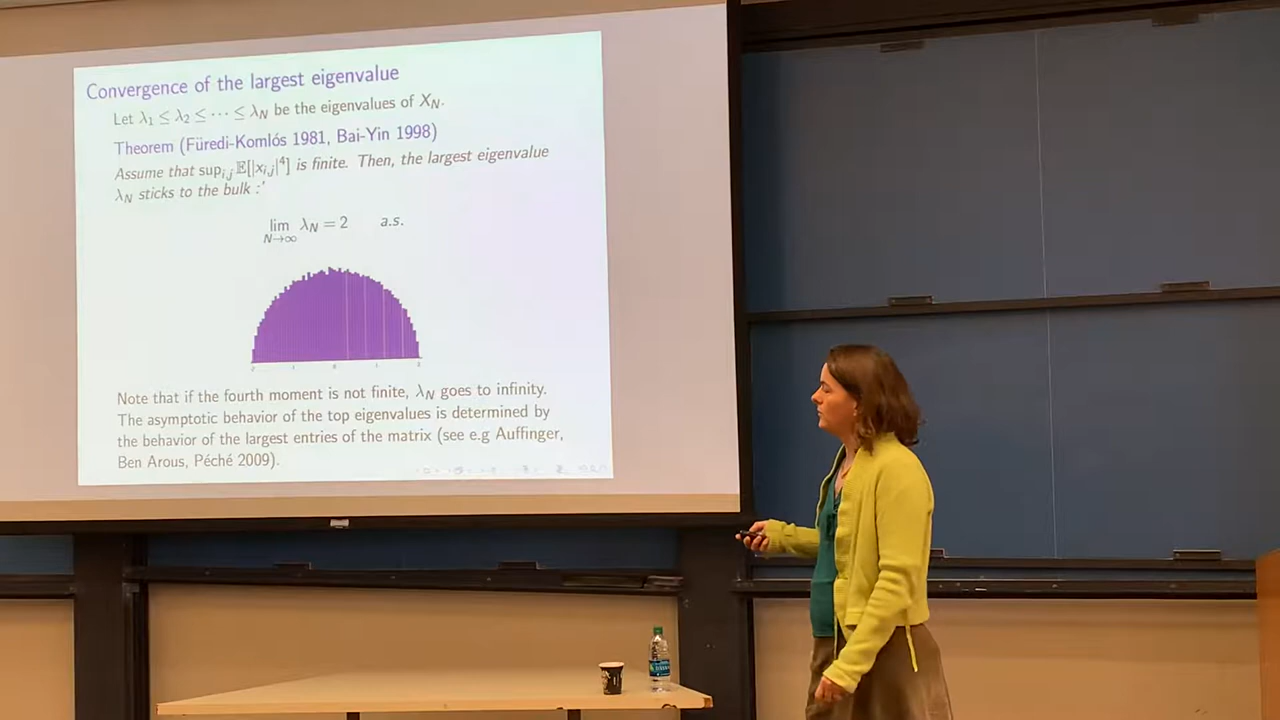 Convergence of the largest eigenvalue
Let λ₁ ≤ λ₂ ≤ ⋯ ≤ λ_N be the eigenvalues of X_N.
Theorem (Füredi-Komlós 1981, Bai-Yin 1998)
Assume that sup_{i,j} 𝔼[|x_{i,j}|⁴] is finite. Then, the largest eigenvalue
λ_N sticks to the bulk :'
lim_{N→∞} λ_N = 2 a.s.
Note that if the fourth moment is not finite, λ_N goes to infinity.
The asymptotic behavior of the top eigenvalues is determined by
the behavior of the largest entries of the matrix (see e.g Auffinger,
Ben Arous, Péché 2009).